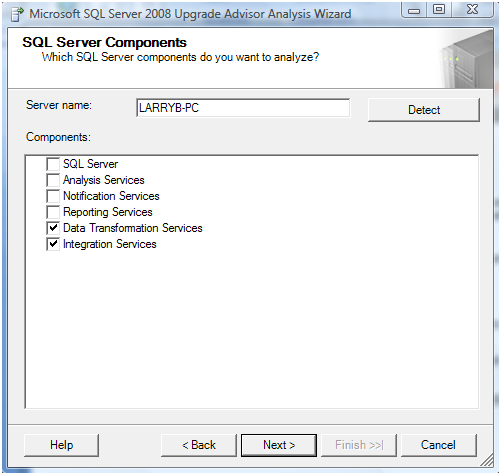 Microsoft SQL Server 2008 Upgrade Advisor Analysis Wizard
SQL Server Components
Which SQL Server components do you want to analyze?
Server name:
LARRYB-PC
Detect
Components:
SQL Server
Analysis Services
Notification Services
Reporting Services
Data Transformation Services
Integration Services
Help
< Back
Next >
Finish >>|
Cancel